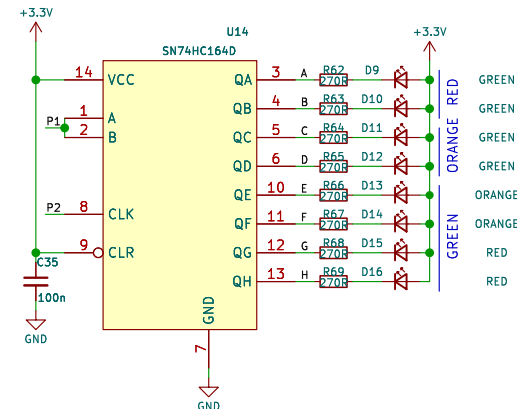 +3.3V
U14
SN74HC164D
+3.3V
14 VCC QA 3 A R62 270R D9 GREEN
1 A QB 4 B R63 270R D10 GREEN
P1
2 B QC 5 C R64 270R D11 GREEN
QD 6 D R65 270R D12 GREEN
QE 10 E R66 270R D13 ORANGE
P2 8 CLK QF 11 F R67 270R D14 ORANGE
9 CLR QG 12 G R68 270R D15 RED
QH 13 H R69 270R D16 RED
RED
ORANGE
GREEN
C35
100n
GND
GND
7
GND